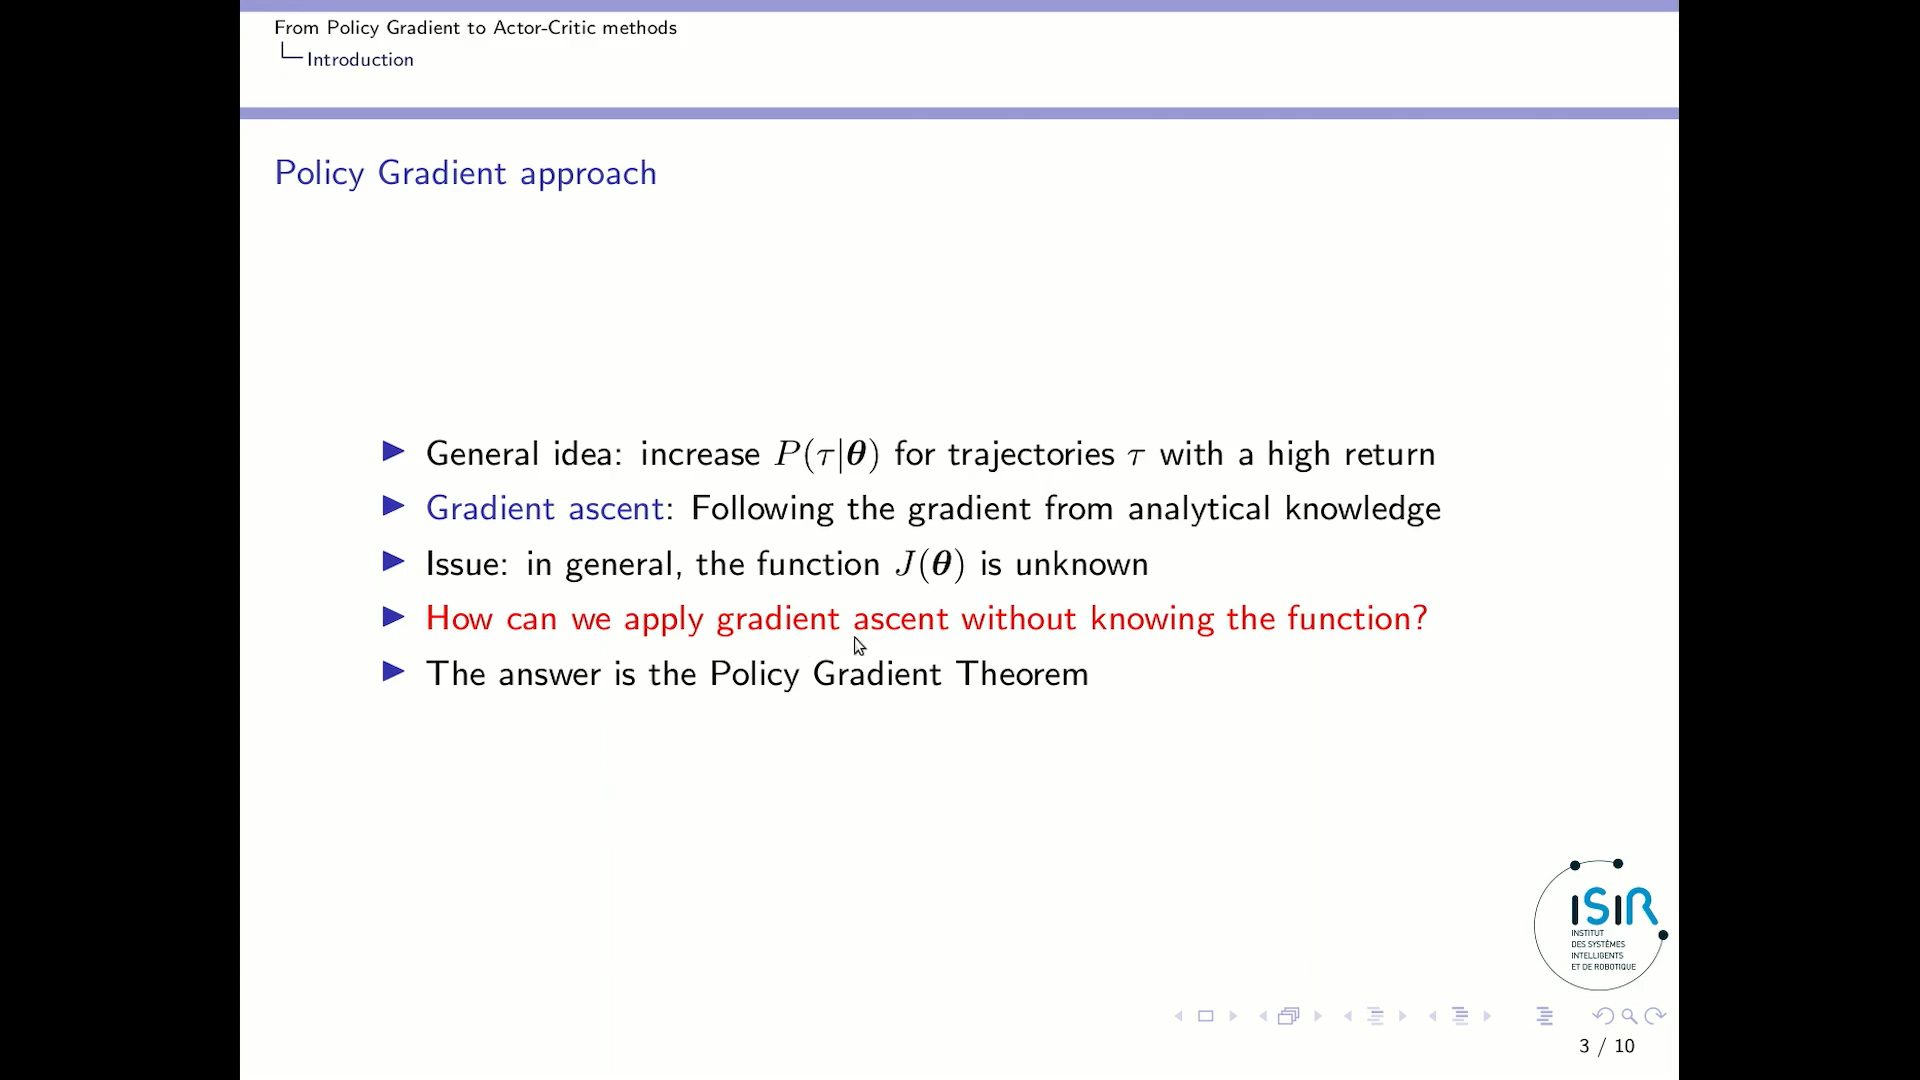 From Policy Gradient to Actor-Critic methods
Introduction
Policy Gradient approach
General idea: increase P(τ|θ) for trajectories τ with a high return
Gradient ascent: Following the gradient from analytical knowledge
Issue: in general, the function J(θ) is unknown
How can we apply gradient ascent without knowing the function?
The answer is the Policy Gradient Theorem
ISIR
INSTITUT
DES SYSTÈMES
INTELLIGENTS
ET DE ROBOTIQUE
3 / 10